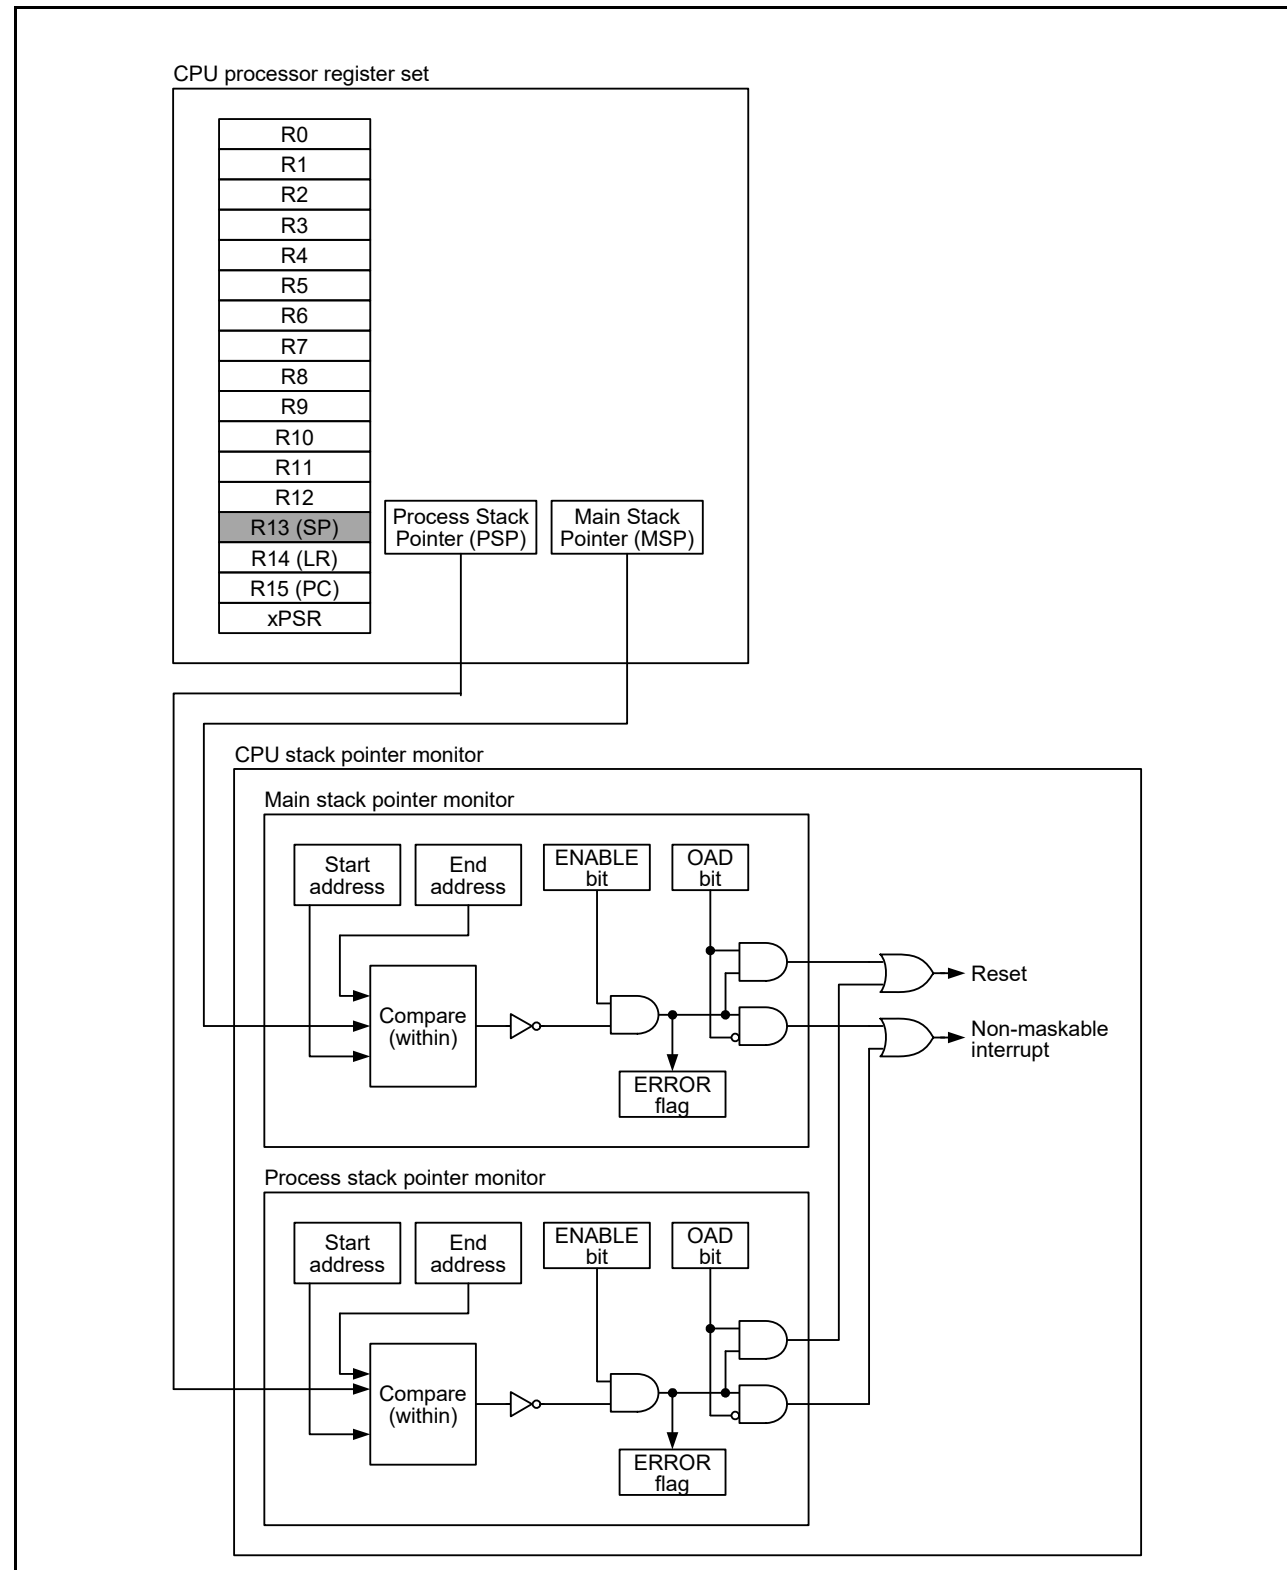 CPU processor register set
R0
R1
R2
R3
R4
R5
R6
R7
R8
R9
R10
R11
R12
R13 (SP)
R14 (LR)
R15 (PC)
xPSR
Process Stack
Pointer (PSP)
Main Stack
Pointer (MSP)
CPU stack pointer monitor
Main stack pointer monitor
Start
address
End
address
ENABLE
bit
OAD
bit
Compare
(within)
ERROR
flag
Reset
Non-maskable
interrupt
Process stack pointer monitor
Start
address
End
address
ENABLE
bit
OAD
bit
Compare
(within)
ERROR
flag